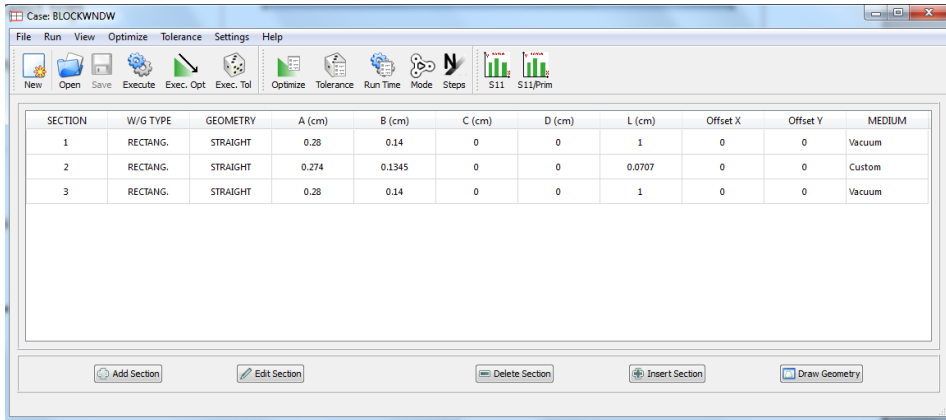 Case: BLOCKWNDW
File Run View Optimize Tolerance Settings Help
New Open Save Execute Exec. Opt Exec. Tol Optimize Tolerance Run Time Mode Steps S11 S11/Prim
SECTION W/G TYPE GEOMETRY A (cm) B (cm) C (cm) D (cm) L (cm) Offset X Offset Y MEDIUM
1 RECTANG. STRAIGHT 0.28 0.14 0 0 1 0 0 Vacuum
2 RECTANG. STRAIGHT 0.274 0.1345 0 0 0.0707 0 0 Custom
3 RECTANG. STRAIGHT 0.28 0.14 0 0 1 0 0 Vacuum
Add Section Edit Section Delete Section Insert Section Draw Geometry